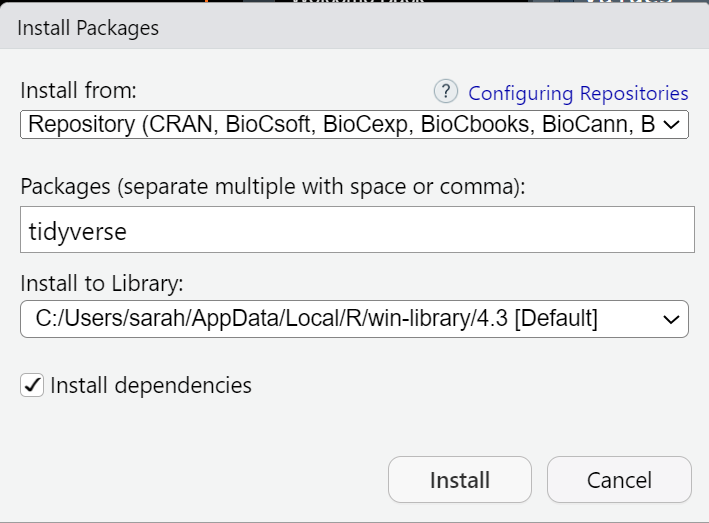 Install Packages
Install from:
? Configuring Repositories
Repository (CRAN, BioCsoft, BioCexp, BioCbooks, BioCann, B
Packages (separate multiple with space or comma):
tidyverse
Install to Library:
C:/Users/sarah/AppData/Local/R/win-library/4.3 [Default]
Install dependencies
Install
Cancel